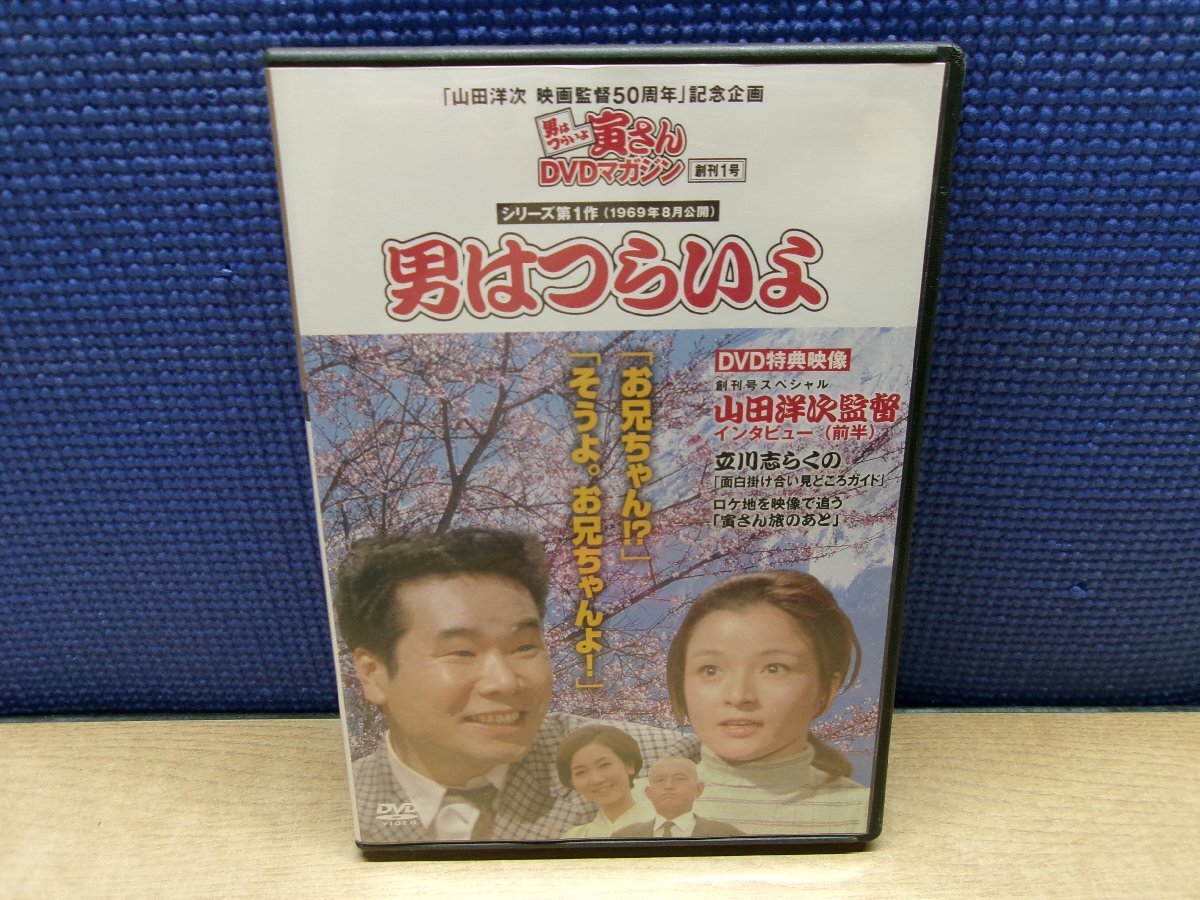 「山田洋次 映画監督50周年」記念企画
男は
つらいよ
寅さん
DVDマガジン 創刊1号
シリーズ第1作(1969年8月公開)
男はつらいよ
「お兄ちゃん!?」
「そうよ。お兄ちゃんよ!」
DVD特典映像
創刊号スペシャル
山田洋次監督
インタビュー(前半)
立川志らくの
「面白掛け合い見どころガイド」
ロケ地を映像で追う
「寅さん旅のあと」
DVD
VIDEO